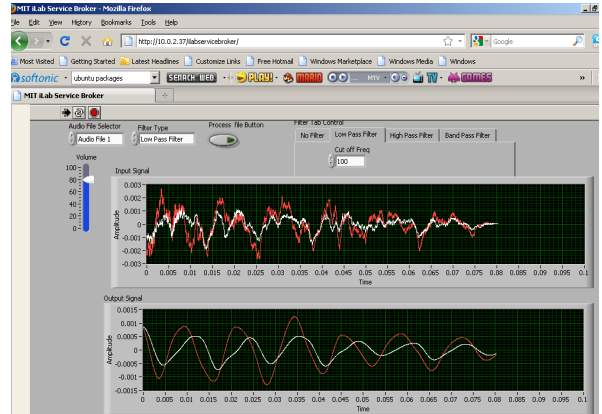 MIT iLab Service Broker - Mozilla Firefox
File Edit View History Bookmarks Tools Help
http://10.0.2.37/ilabservicebroker/
Google
Most Visited Getting Started Latest Headlines Customize Links Free Hotmail Windows Marketplace Windows Media Windows
softonic ubuntu packages SEARCH WEB PLAY! MARIO MTV TV GAMES »
MIT iLab Service Broker
Audio File Selector Filter Type Process file Button Filter Tab Control
Audio File 1 Low Pass Filter No Filter Low Pass Filter High Pass Filter Band Pass Filter
Cut off Freq
100
Volume
100
80
60
40
20
0
Input Signal
0.003
0.002
0.001
0
-0.001
-0.002
-0.003
Amplitude
0 0.005 0.01 0.015 0.02 0.025 0.03 0.035 0.04 0.045 0.05 0.055 0.06 0.065 0.07 0.075 0.08 0.085 0.09 0.095 0.1
Time
Output Signal
0.0015
0.001
0.0005
0
-0.0005
-0.001
-0.0015
Amplitude
0 0.005 0.01 0.015 0.02 0.025 0.03 0.035 0.04 0.045 0.05 0.055 0.06 0.065 0.07 0.075 0.08 0.085 0.09 0.095 0.1
Time